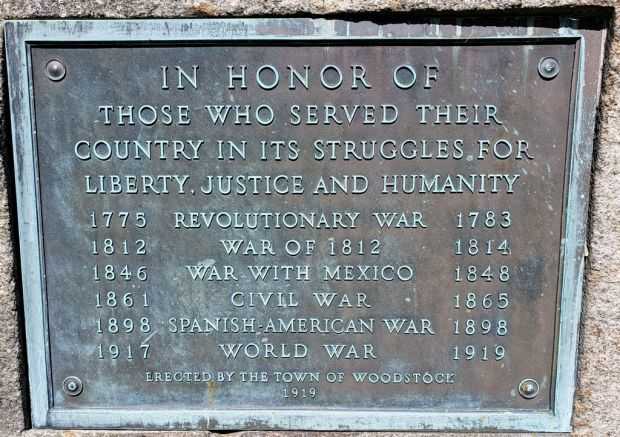 IN HONOR OF
THOSE WHO SERVED THEIR
COUNTRY IN ITS STRUGGLES FOR
LIBERTY, JUSTICE AND HUMANITY
1775 REVOLUTIONARY WAR 1783
1812 WAR OF 1812 1814
1846 WAR WITH MEXICO 1848
1861 CIVIL WAR 1865
1898 SPANISH-AMERICAN WAR 1898
1917 WORLD WAR 1919
ERECTED BY THE TOWN OF WOODSTOCK
1919